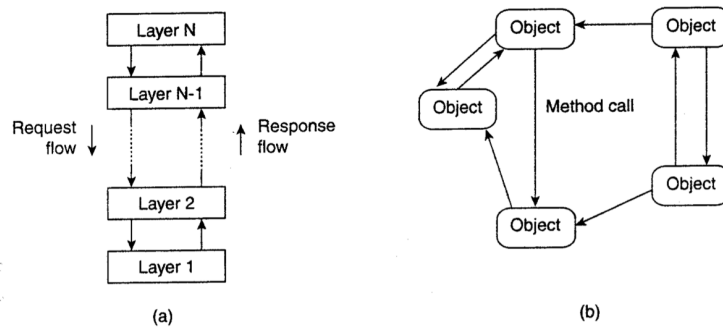 Layer N
Layer N-1
Request
flow
Response
flow
Layer 2
Layer 1
(a)
Object
Object
Object
Method call
Object
Object
(b)